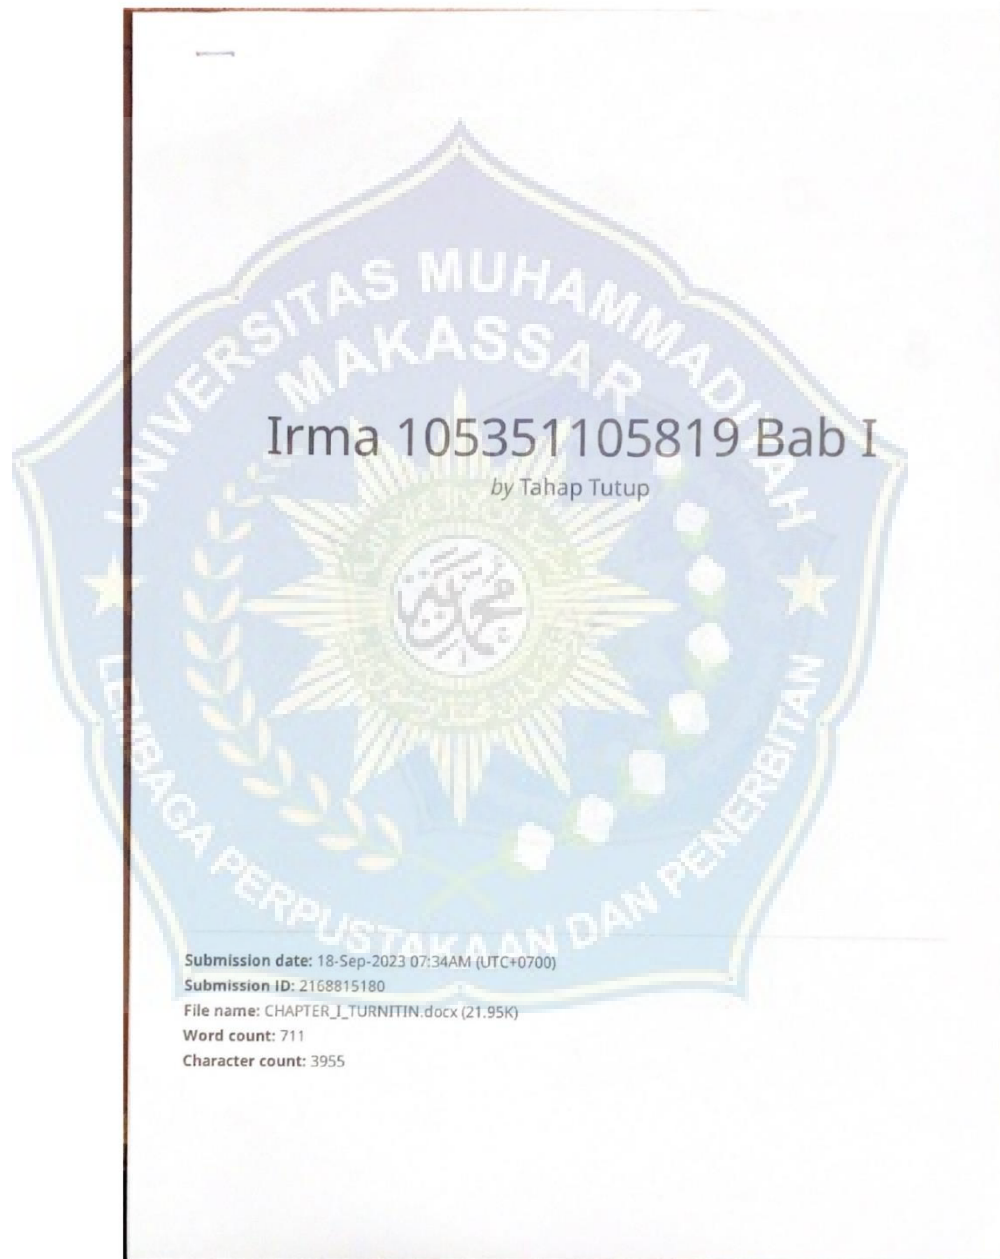 UNIVERSITAS MUHAMMADIYAH
MAKASSAR
Irma 105351105819 Bab I
by Tahap Tutup
محمد
LEMBAGA PERPUSTAKAAN DAN PENERBITAN
Submission date: 18-Sep-2023 07:34AM (UTC+0700)
Submission ID: 2168815180
File name: CHAPTER_I_TURNITIN.docx (21.95K)
Word count: 711
Character count: 3955